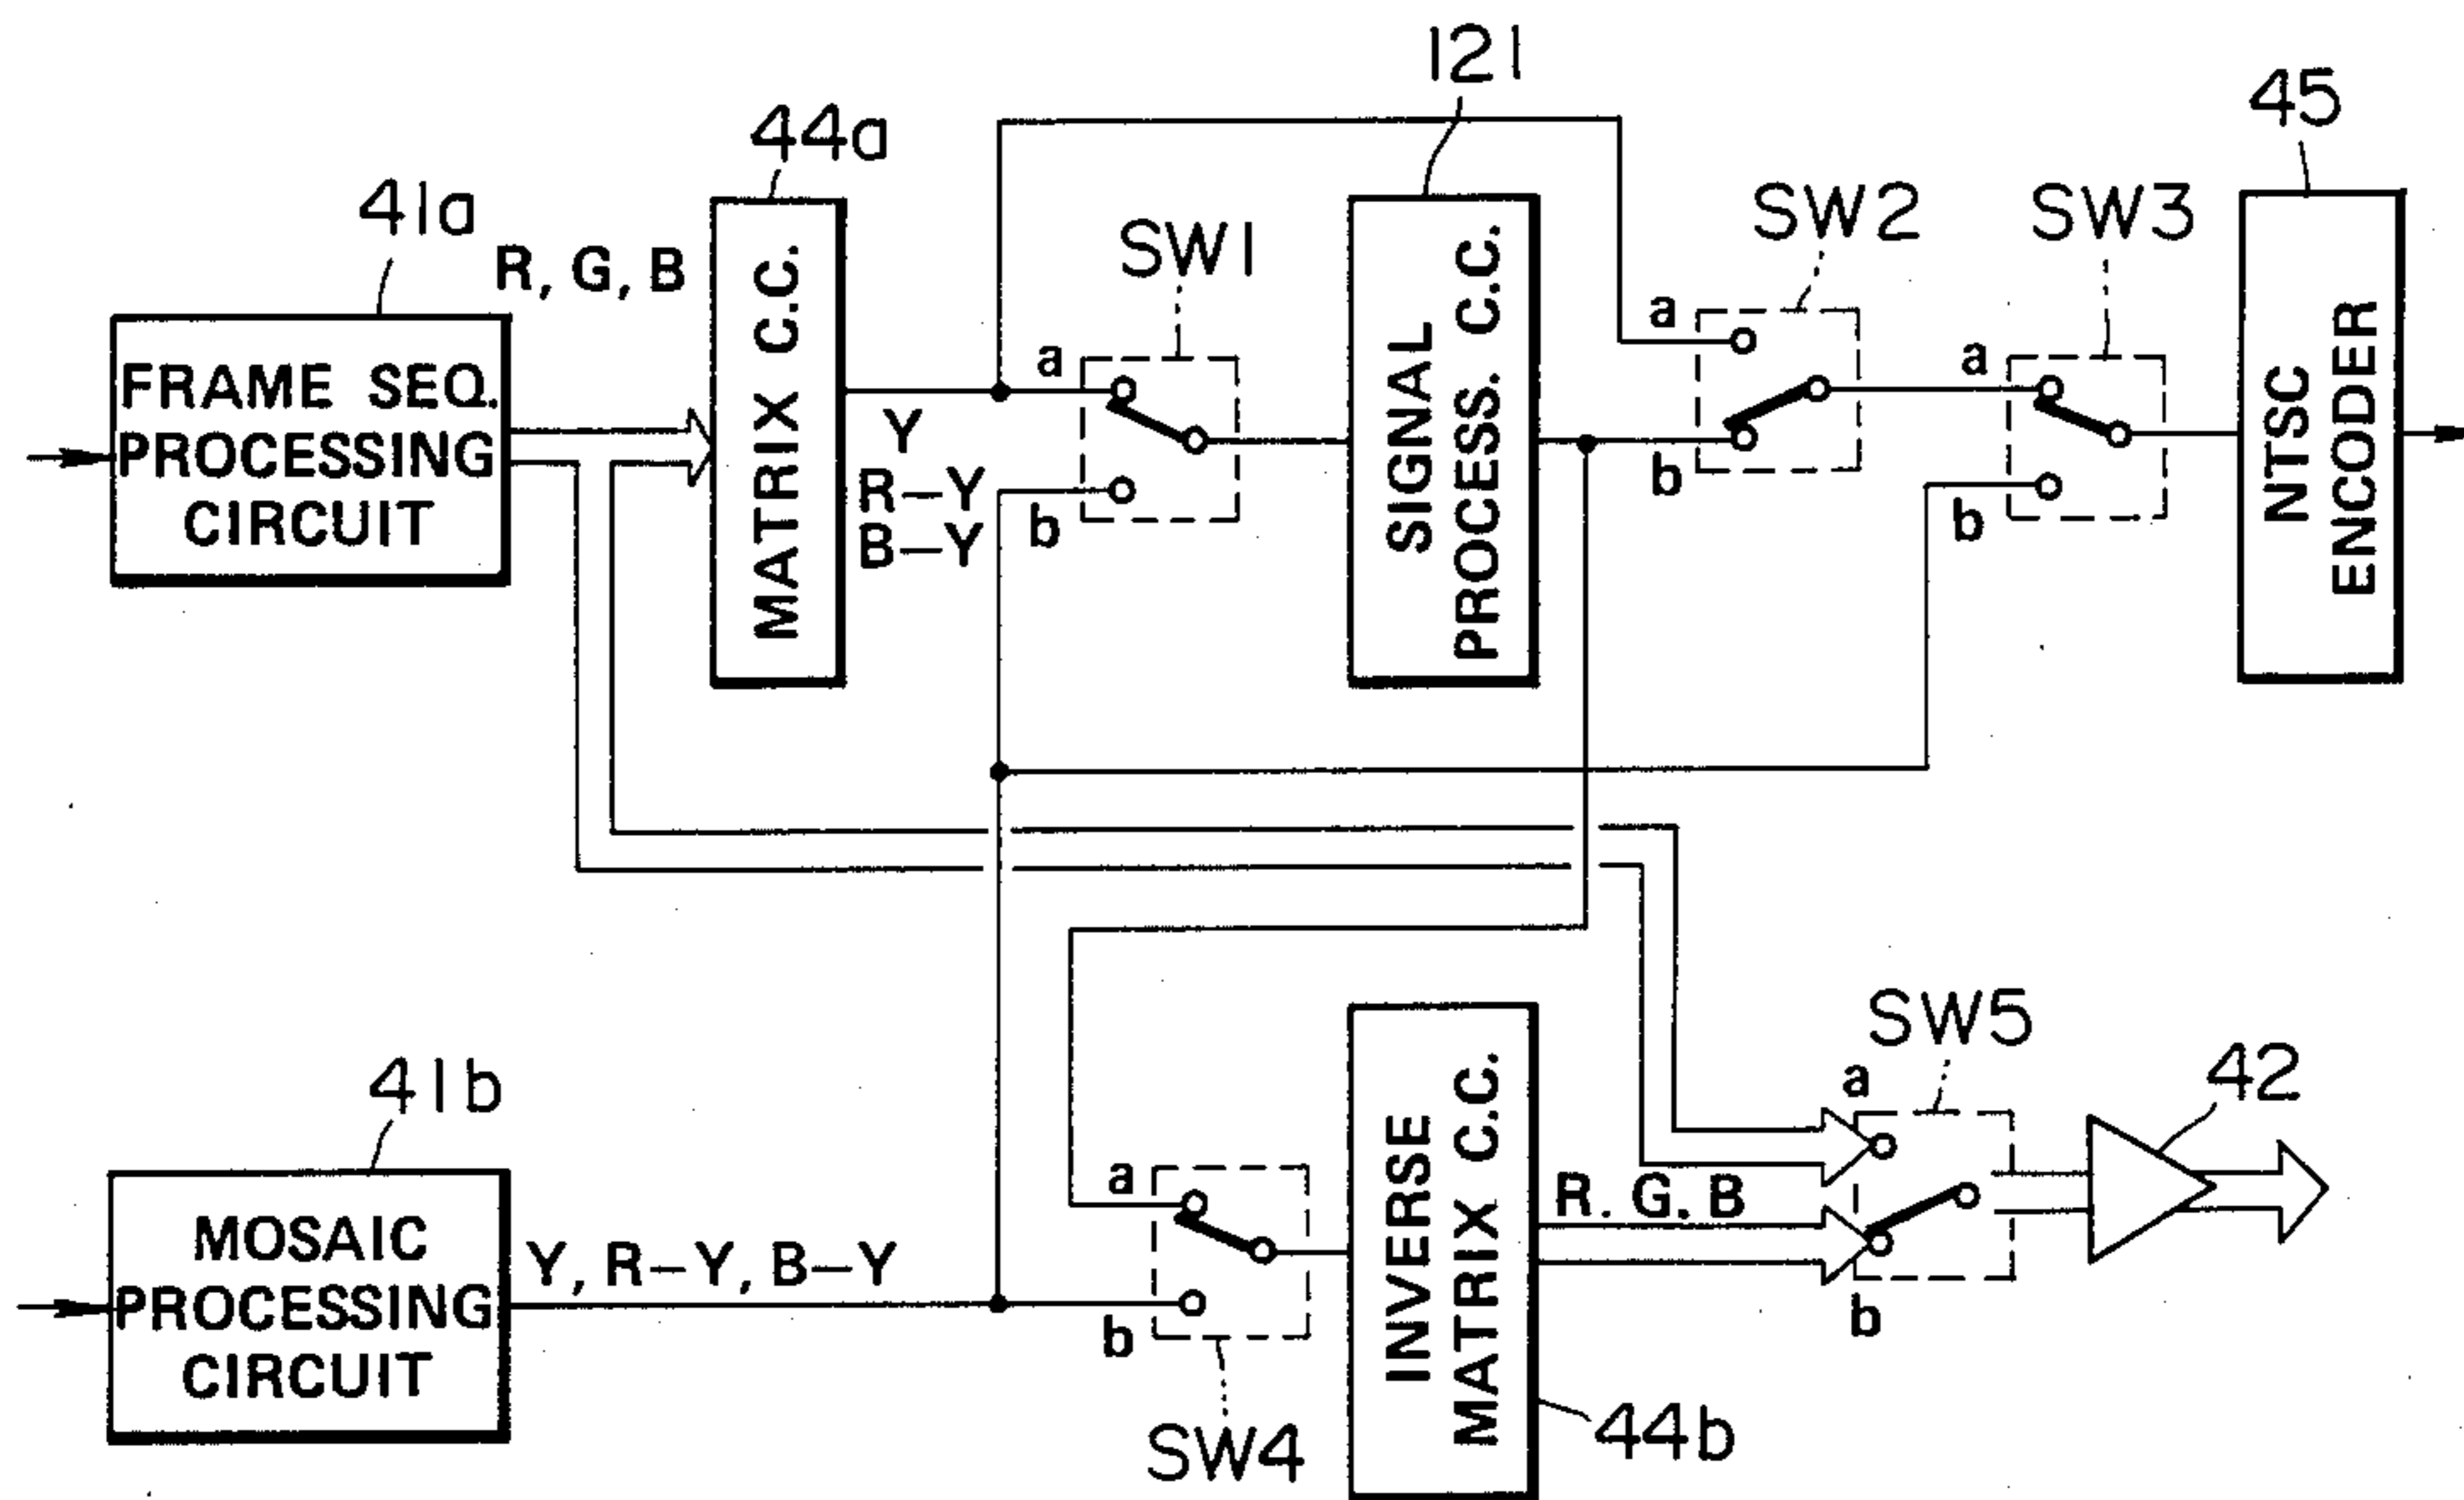 121
45
44a
41a
R, G, B
SW1
SW2
SW3
FRAME SEQ.
PROCESSING
CIRCUIT
MATRIX C.C.
a
b
Y
R-Y
B-Y
SIGNAL
PROCESS. C.C.
a
b
a
b
NTSC
ENCODER
41b
MOSAIC
PROCESSING
CIRCUIT
Y, R-Y, B-Y
a
b
SW4
INVERSE
MATRIX C.C.
44b
R. G. B
SW5
a
b
42